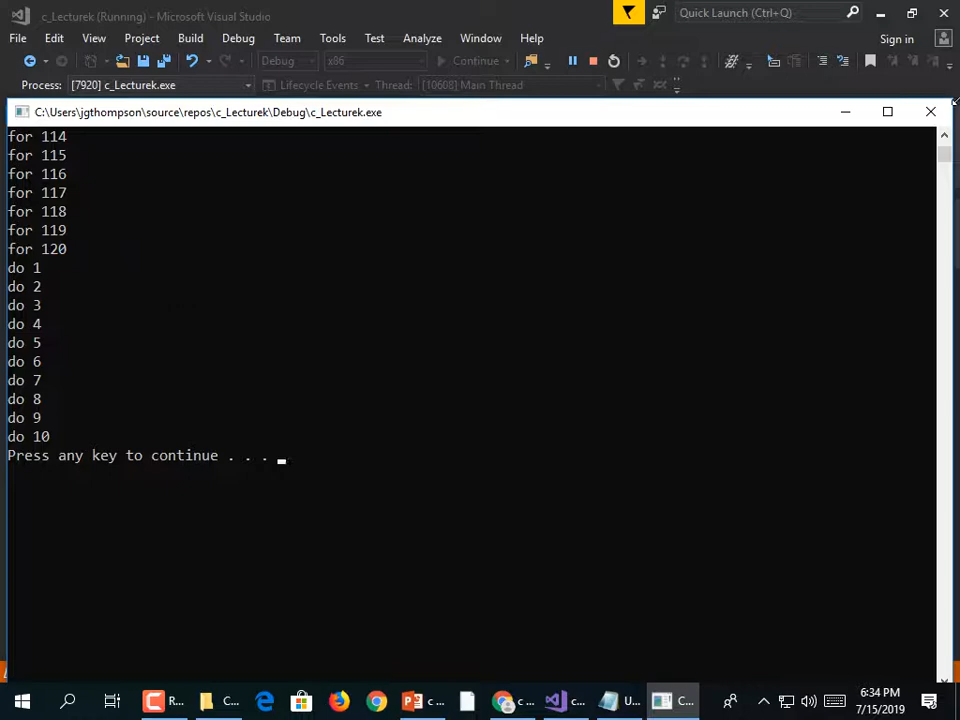 c_Lecturek (Running) - Microsoft Visual Studio
Quick Launch (Ctrl+Q)
File Edit View Project Build Debug Team Tools Test Analyze Window Help
Sign in
Debug x86 Continue
Process: [7920] c_Lecturek.exe Lifecycle Events Thread: [10608] Main Thread
C:\Users\jgthompson\source\repos\c_Lecturek\Debug\c_Lecturek.exe
for 114
for 115
for 116
for 117
for 118
for 119
for 120
do 1
do 2
do 3
do 4
do 5
do 6
do 7
do 8
do 9
do 10
Press any key to continue . . .
R... C... c ... c ... c... U... C...
6:34 PM
7/15/2019